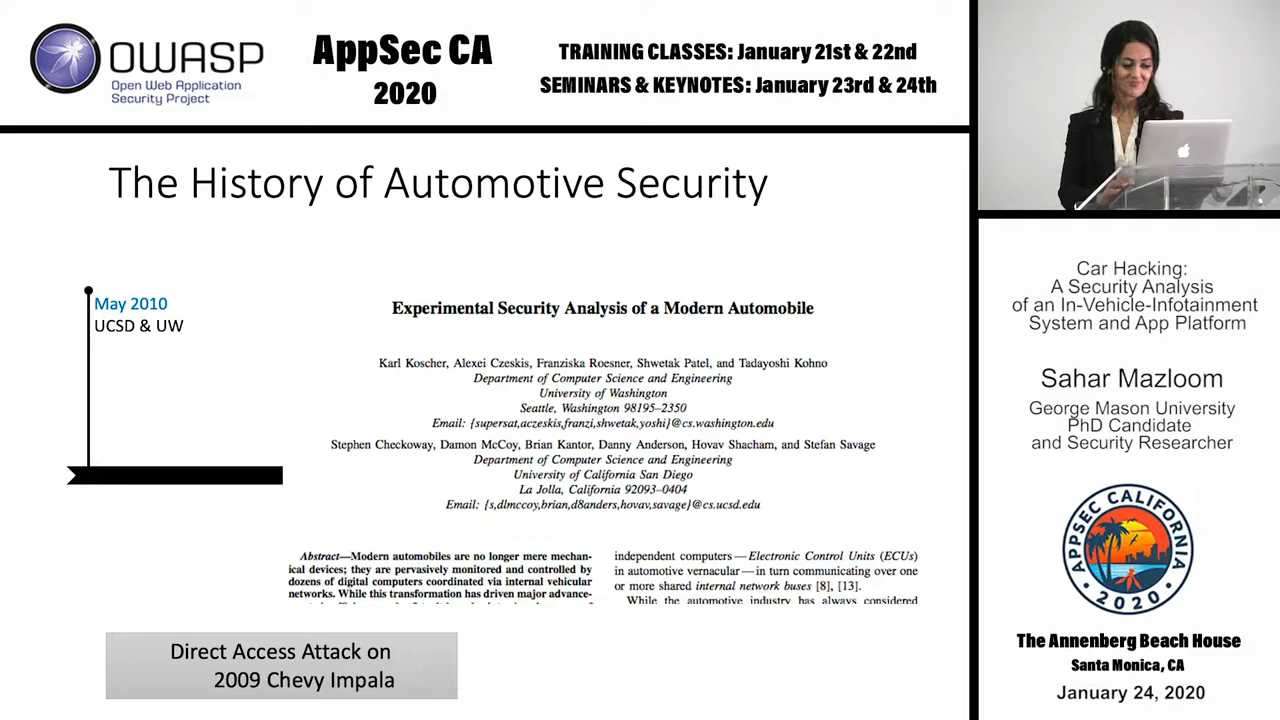 OWASP
Open Web Application
Security Project
AppSec CA
2020
TRAINING CLASSES: January 21st & 22nd
SEMINARS & KEYNOTES: January 23rd & 24th
The History of Automotive Security
May 2010
UCSD & UW
Experimental Security Analysis of a Modern Automobile
Karl Koscher, Alexei Czeskis, Franziska Roesner, Shwetak Patel, and Tadayoshi Kohno
Department of Computer Science and Engineering
University of Washington
Seattle, Washington 98195–2350
Email: {supersat,aczeskis,franzi,shwetak,yoshi}@cs.washington.edu
Stephen Checkoway, Damon McCoy, Brian Kantor, Danny Anderson, Hovav Shacham, and Stefan Savage
Department of Computer Science and Engineering
University of California San Diego
La Jolla, California 92093–0404
Email: {s,dlmccoy,brian,d8anders,hovav,savage}@cs.ucsd.edu
Abstract—Modern automobiles are no longer mere mechan-
ical devices; they are pervasively monitored and controlled by
dozens of digital computers coordinated via internal vehicular
networks. While this transformation has driven major advance-
independent computers — Electronic Control Units (ECUs)
in automotive vernacular — in turn communicating over one
or more shared internal network buses [8], [13].
While the automotive industry has always considered
Direct Access Attack on
2009 Chevy Impala
Car Hacking:
A Security Analysis
of an In-Vehicle-Infotainment
System and App Platform
Sahar Mazloom
George Mason University
PhD Candidate
and Security Researcher
APPSEC CALIFORNIA
2020
The Annenberg Beach House
Santa Monica, CA
January 24, 2020